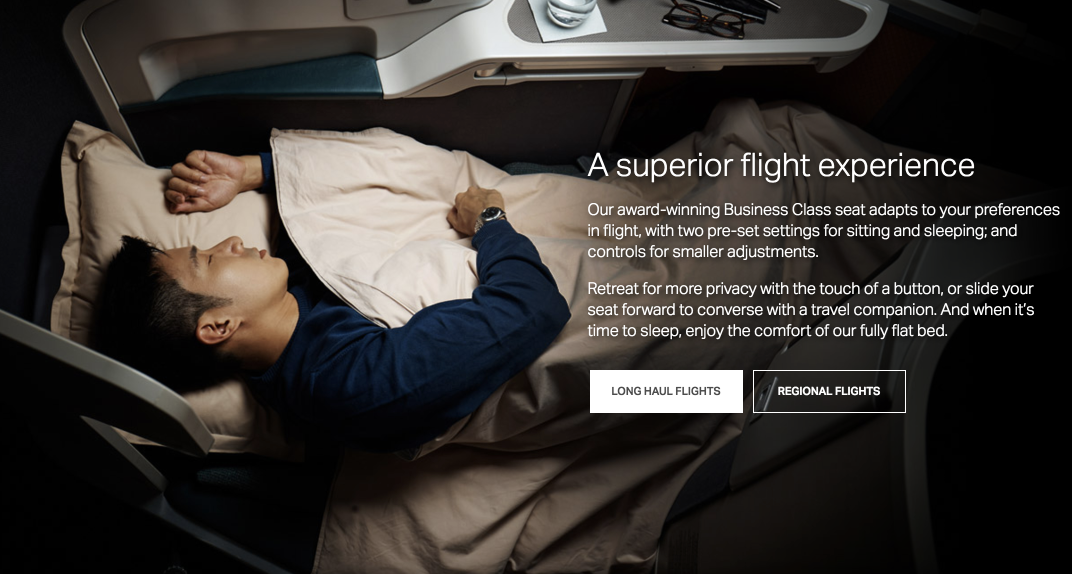 A superior flight experience
Our award-winning Business Class seat adapts to your preferences
in flight, with two pre-set settings for sitting and sleeping; and
controls for smaller adjustments.
Retreat for more privacy with the touch of a button, or slide your
seat forward to converse with a travel companion. And when it's
time to sleep, enjoy the comfort of our fully flat bed.
LONG HAUL FLIGHTS
REGIONAL FLIGHTS